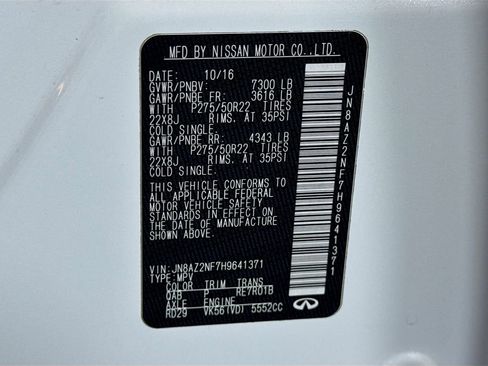 MFD BY NISSAN MOTOR CO.,LTD.
DATE: 10/16
GVWR/PNBV: 7300 LB
GAWR/PNBE FR: 3616 LB
WITH P275/50R22 TIRES
22X8J RIMS. AT 35PSI
COLD SINGLE.
GAWR/PNBE RR: 4343 LB
WITH P275/50R22 TIRES
22X8J RIMS. AT 35PSI
COLD SINGLE.
THIS VEHICLE CONFORMS TO
ALL APPLICABLE FEDERAL
MOTOR VEHICLE SAFETY
STANDARDS IN EFFECT ON
THE DATE OF MANUFACTURE
SHOWN ABOVE.
VIN: JN8AZ2NF7H9641371
TYPE: MPV
COLOR TRIM TRANS
QAB P RE7R01B
AXLE ENGINE
RD29 VK56(VD) 5552CC
JN8AZ2NF7H9641371